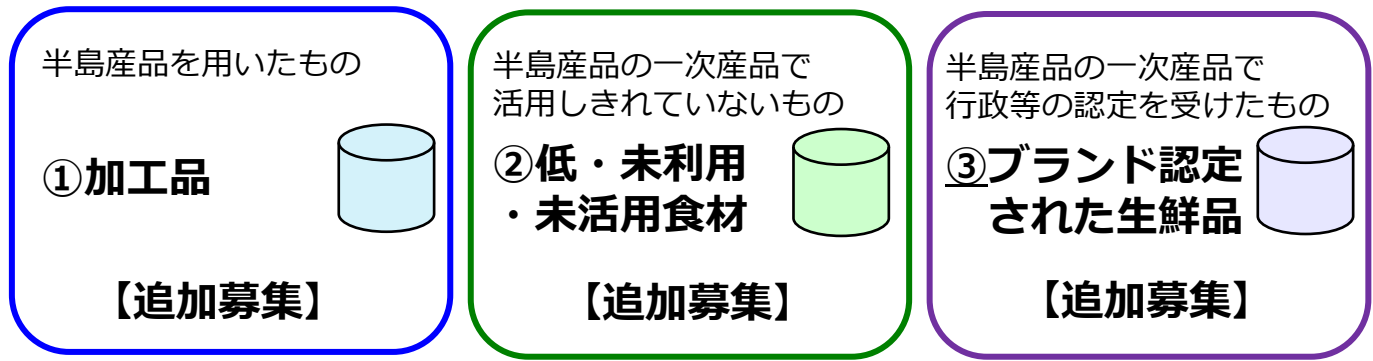 半島産品を用いたもの
①加工品
【追加募集】
半島産品の一次産品で
活用しきれていないもの
②低・未利用
・未活用食材
【追加募集】
半島産品の一次産品で
行政等の認定を受けたもの
③ブランド認定
された生鮮品
【追加募集】